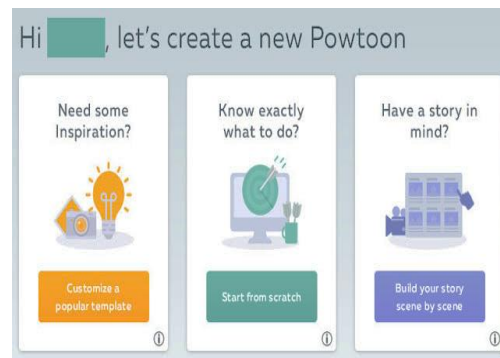 Hi , let's create a new Powtoon
Need some
Inspiration?
Customize a
popular template
Know exactly
what to do?
Start from scratch
Have a story in
mind?
Build your story
scene by scene